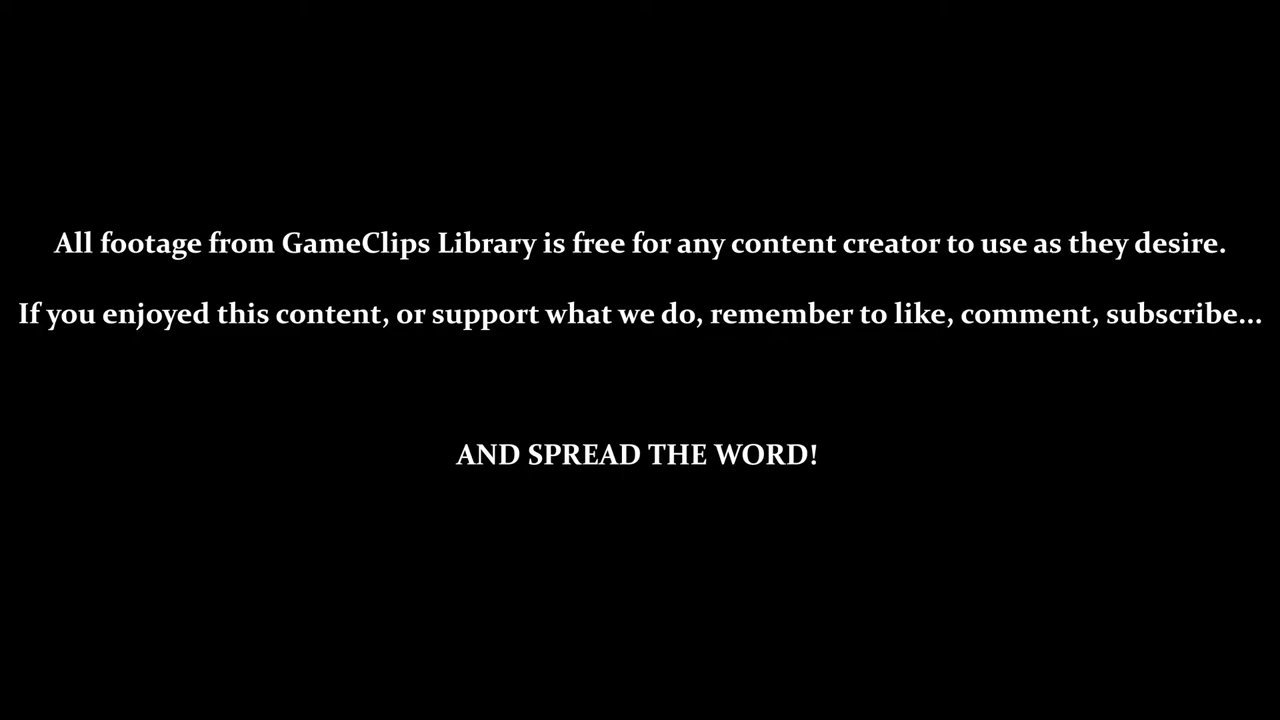 All footage from GameClips Library is free for any content creator to use as they desire.
If you enjoyed this content, or support what we do, remember to like, comment, subscribe...
AND SPREAD THE WORD!